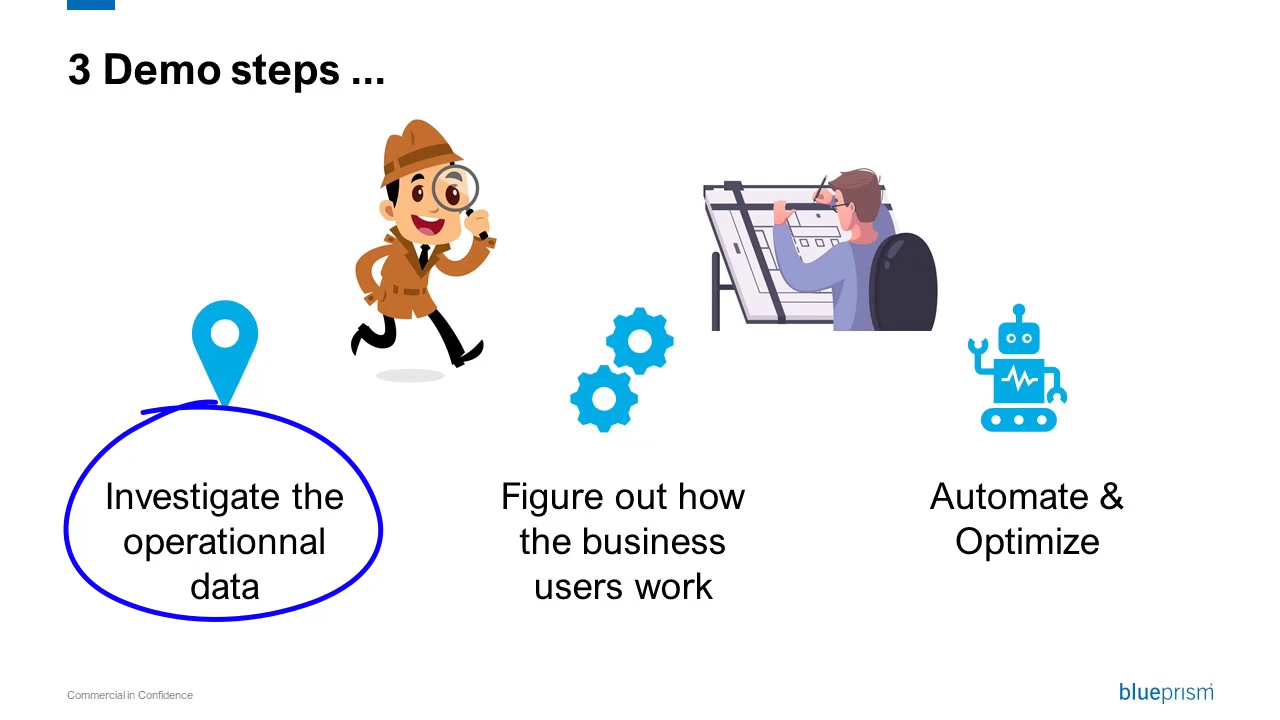 3 Demo steps ...
Investigate the
operationnal
data
Figure out how
the business
users work
Automate &
Optimize
Commercial in Confidence
blueprism